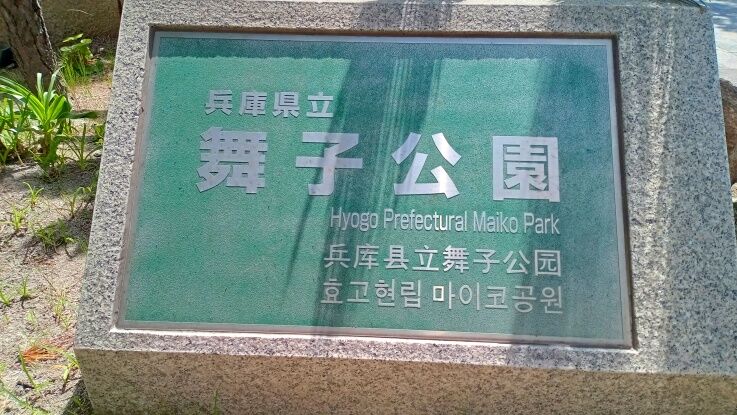 兵庫県立
舞子公園
Hyogo Prefectural Maiko Park
兵库县立舞子公园
효고현립 마이코공원